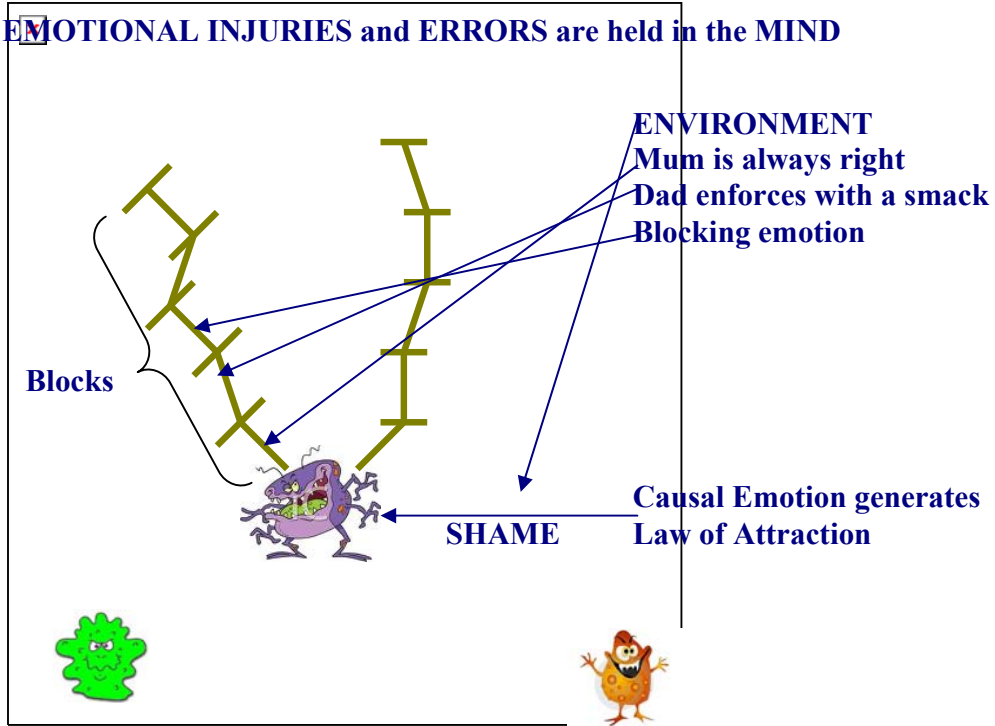 EMOTIONAL INJURIES and ERRORS are held in the MIND
ENVIRONMENT
Mum is always right
Dad enforces with a smack
Blocking emotion
Blocks
Causal Emotion generates
Law of Attraction
SHAME